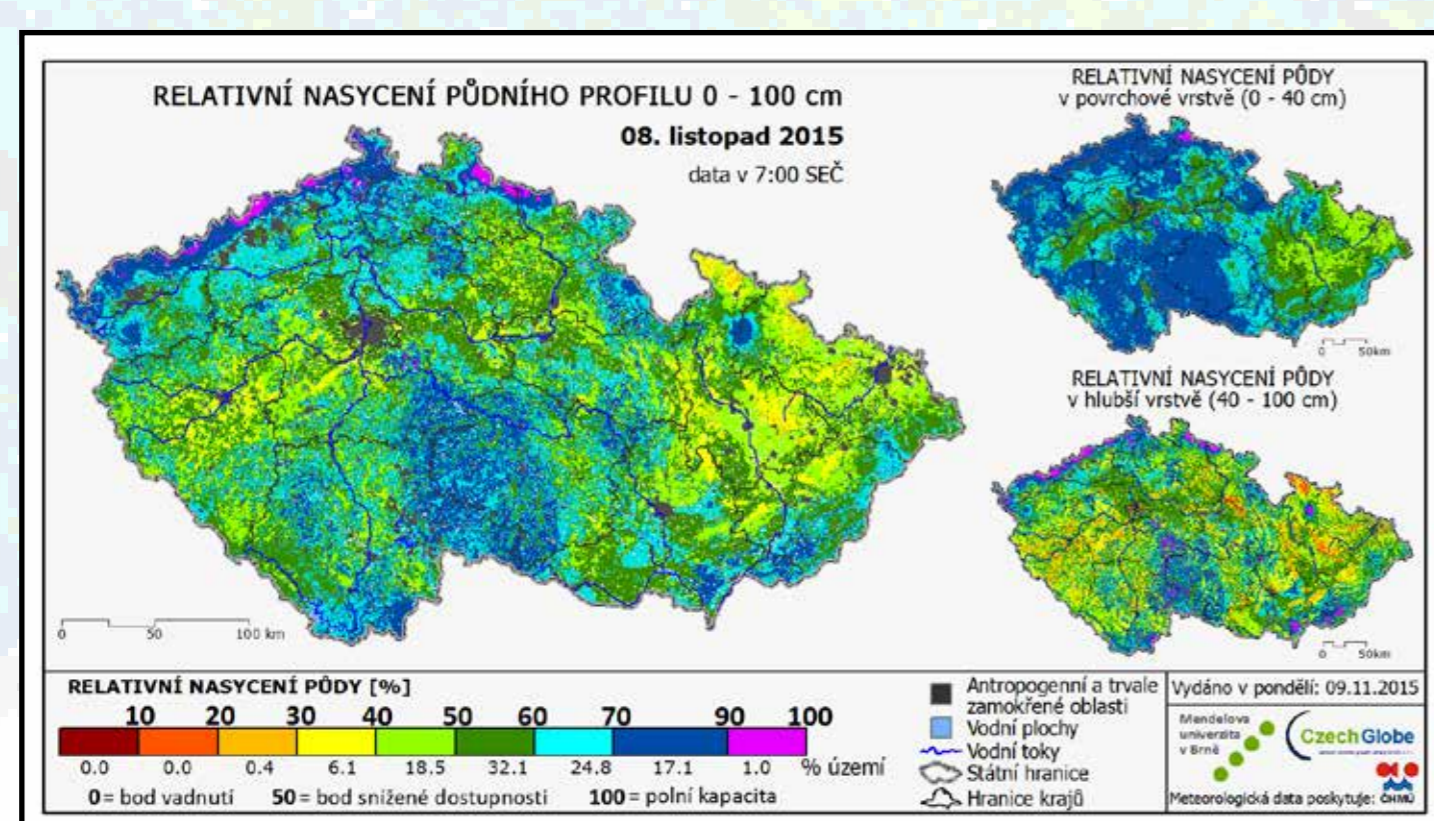 RELATIVNÍ NASYCENÍ PŮDNÍHO PROFILU 0 - 100 cm
08. listopad 2015
data v 7:00 SEČ
0 50 100 km
RELATIVNÍ NASYCENÍ PŮDY
v povrchové vrstvě (0 - 40 cm)
0 50km
RELATIVNÍ NASYCENÍ PŮDY
v hlubší vrstvě (40 - 100 cm)
0 50km
RELATIVNÍ NASYCENÍ PŮDY [%]
10 20 30 40 50 60 70 90 100
0.0 0.0 0.4 6.1 18.5 32.1 24.8 17.1 1.0 % území
0= bod vadnutí 50 = bod snížené dostupnosti 100 = polní kapacita
Antropogenní a trvale
zamokřené oblasti
Vodní plochy
Vodní toky
Státní hranice
Hranice krajů
Vydáno v pondělí: 09.11.2015
Mendelova
univerzita
v Brně
CzechGlobe
Meteorologická data poskytuje: ČHMÚ